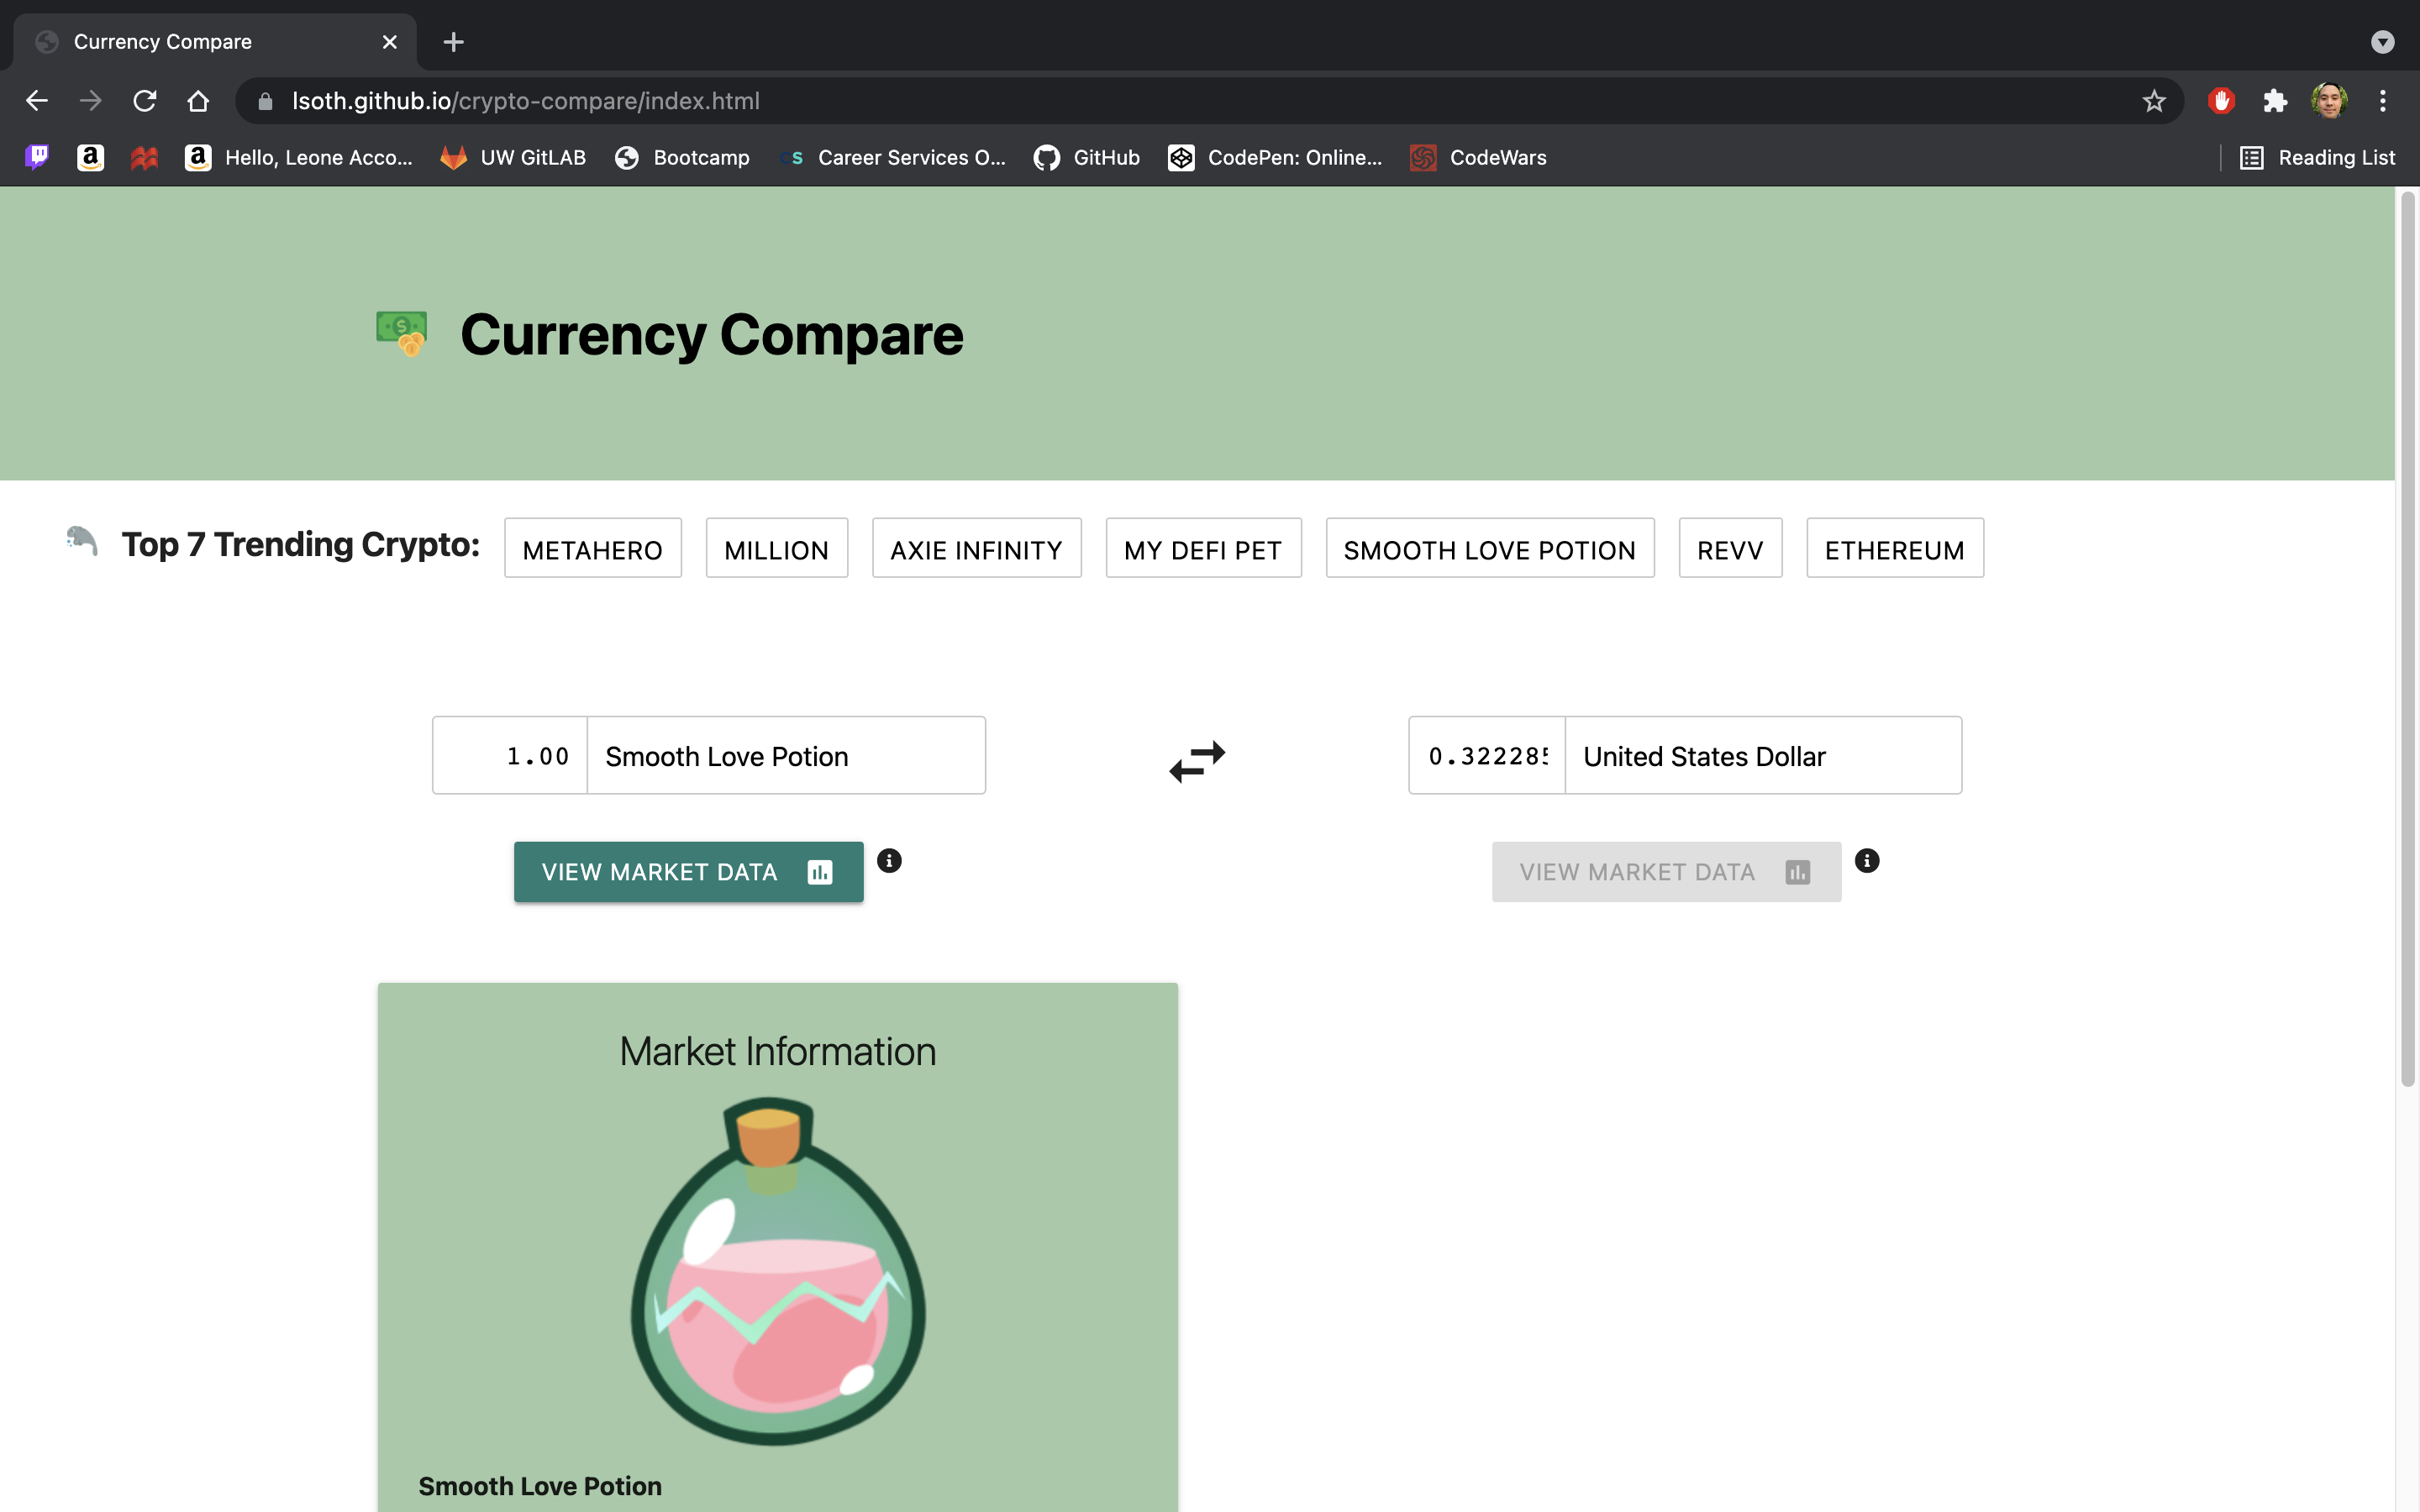 Currency Compare
lsoth.github.io/crypto-compare/index.html
Hello, Leone Acco... UW GitLAB Bootcamp CS Career Services O... GitHub CodePen: Online... CodeWars Reading List
Currency Compare
Top 7 Trending Crypto: METAHERO MILLION AXIE INFINITY MY DEFI PET SMOOTH LOVE POTION REVV ETHEREUM
1.00 Smooth Love Potion 0.32228 United States Dollar
VIEW MARKET DATA VIEW MARKET DATA
Market Information
Smooth Love Potion